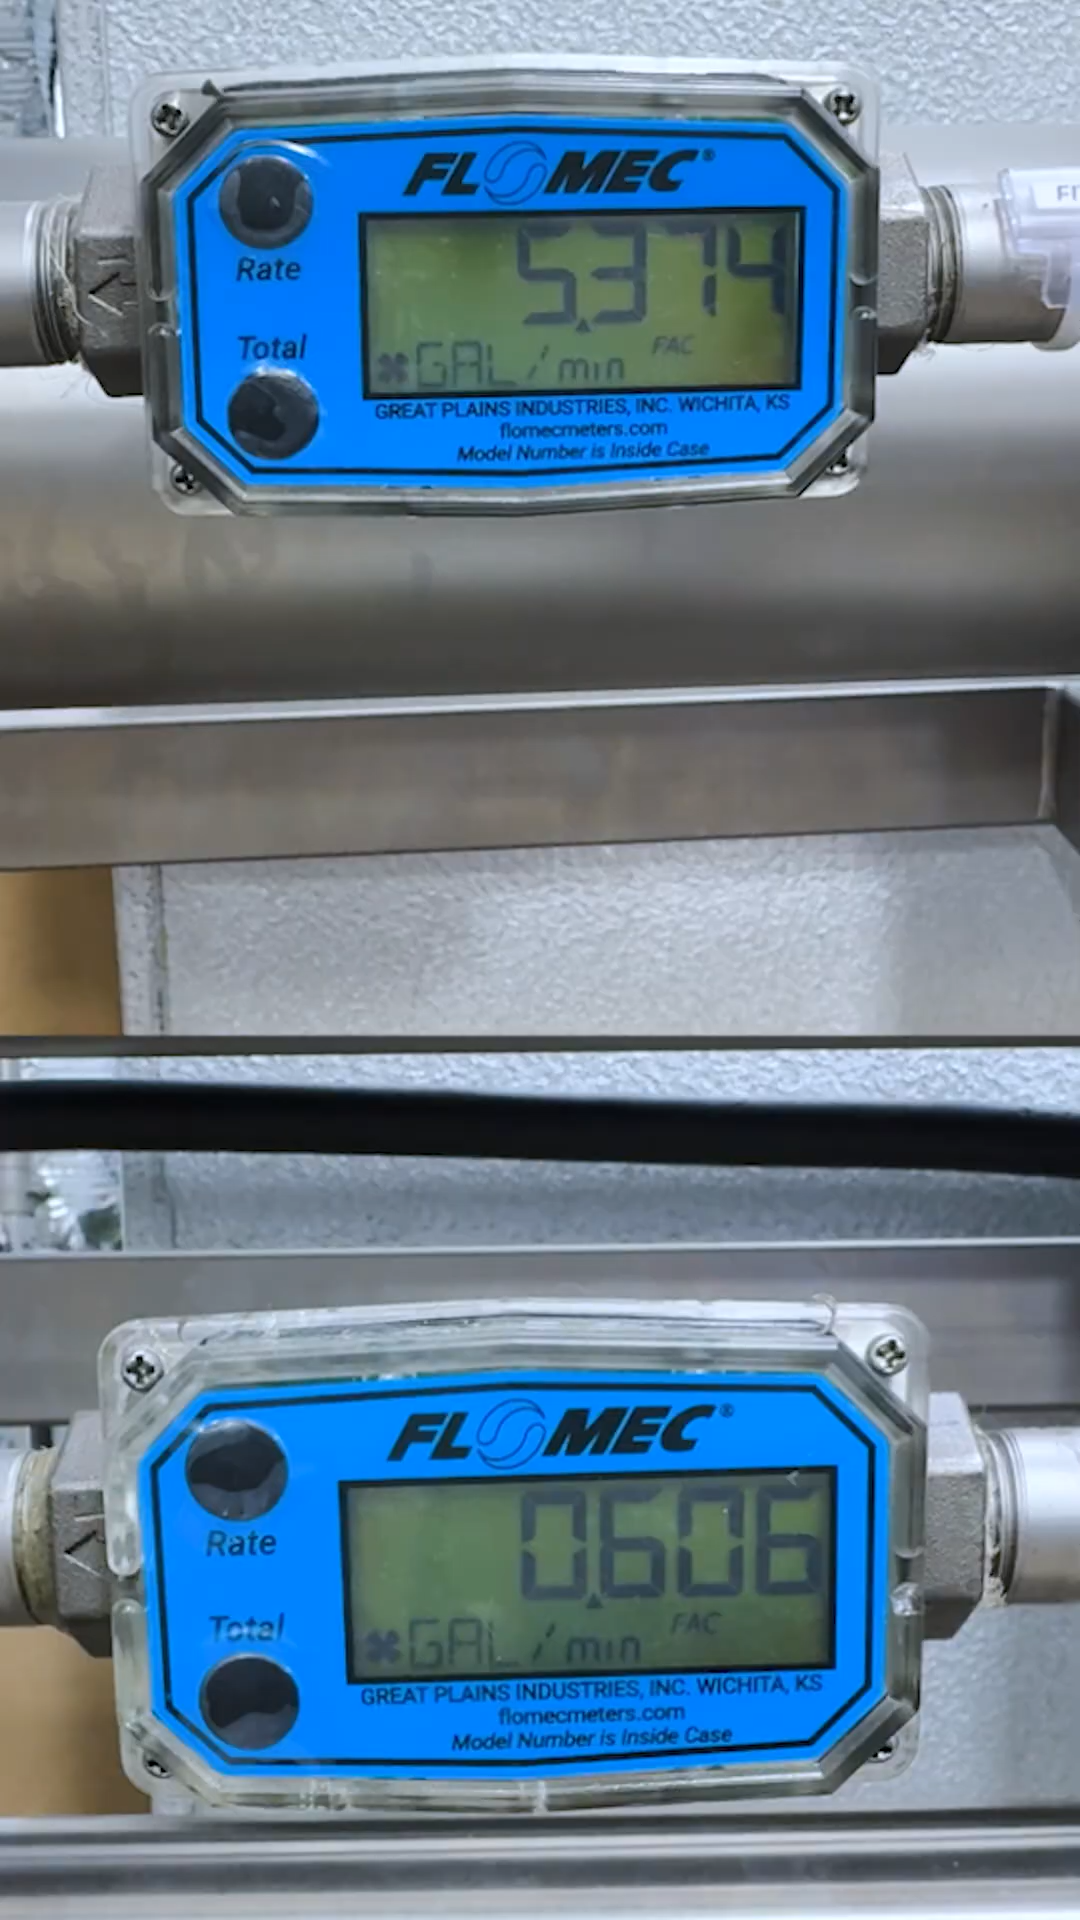 FLOMEC®
Rate
5.374
Total
GAL/min FAC
GREAT PLAINS INDUSTRIES, INC. WICHITA, KS
flomecmeters.com
Model Number is Inside Case
FLOMEC®
Rate
0.606
Total
GAL/min FAC
GREAT PLAINS INDUSTRIES, INC. WICHITA, KS
flomecmeters.com
Model Number is Inside Case